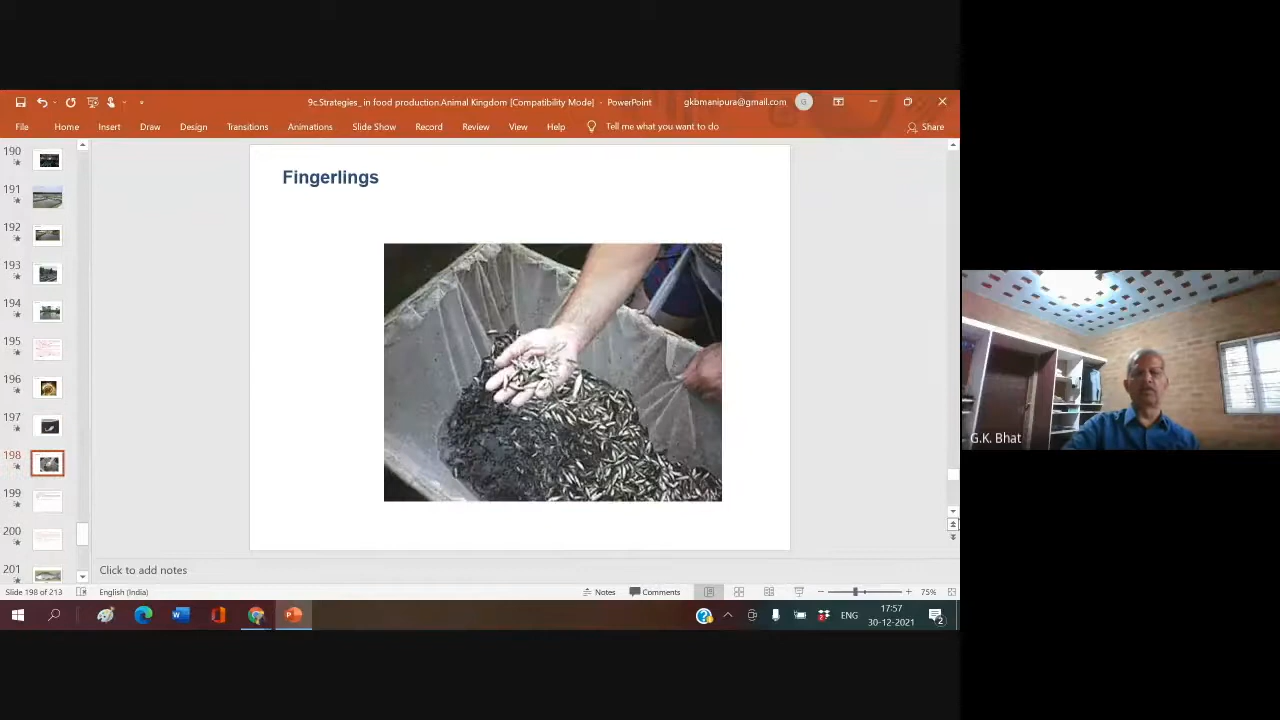 9c.Strategies_ in food production.Animal Kingdom [Compatibility Mode] - PowerPoint
gkbmanipura@gmail.com
G
File Home Insert Draw Design Transitions Animations Slide Show Record Review View Help Tell me what you want to do Share
190
191
192
193
194
195
196
197
198
199
200
201
Fingerlings
G.K. Bhat
Click to add notes
Slide 198 of 213 English (India) Notes Comments 75%
ENG
17:57
30-12-2021
2